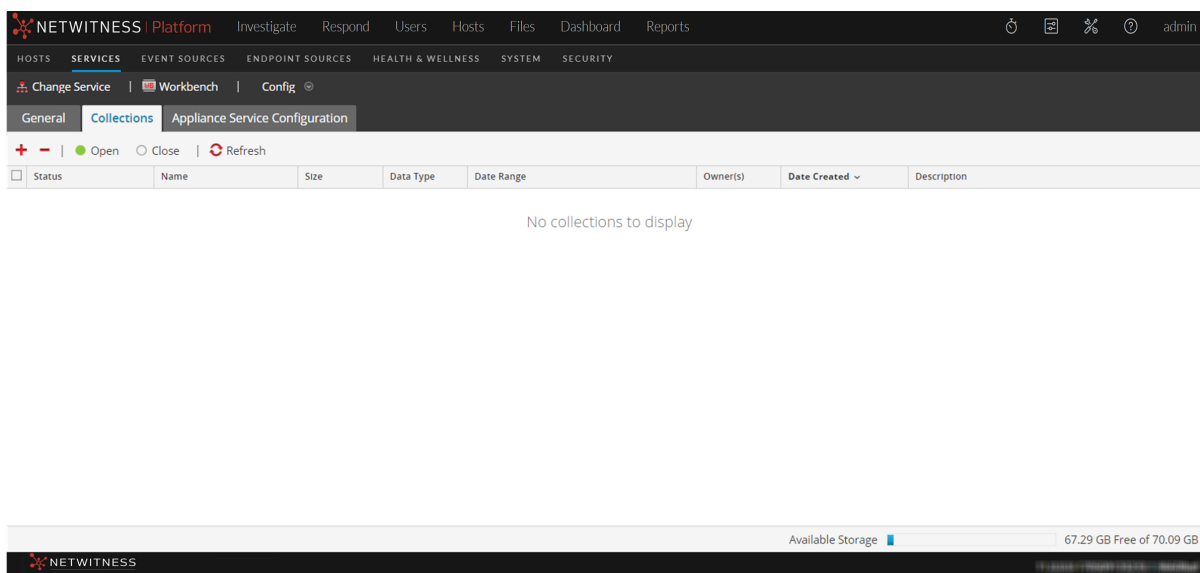 NETWITNESS | Platform Investigate Respond Users Hosts Files Dashboard Reports admin
HOSTS SERVICES EVENT SOURCES ENDPOINT SOURCES HEALTH & WELLNESS SYSTEM SECURITY
Change Service | Workbench | Config
General Collections Appliance Service Configuration
+ - | Open Close | Refresh
Status Name Size Data Type Date Range Owner(s) Date Created Description
No collections to display
Available Storage 67.29 GB Free of 70.09 GB
NETWITNESS